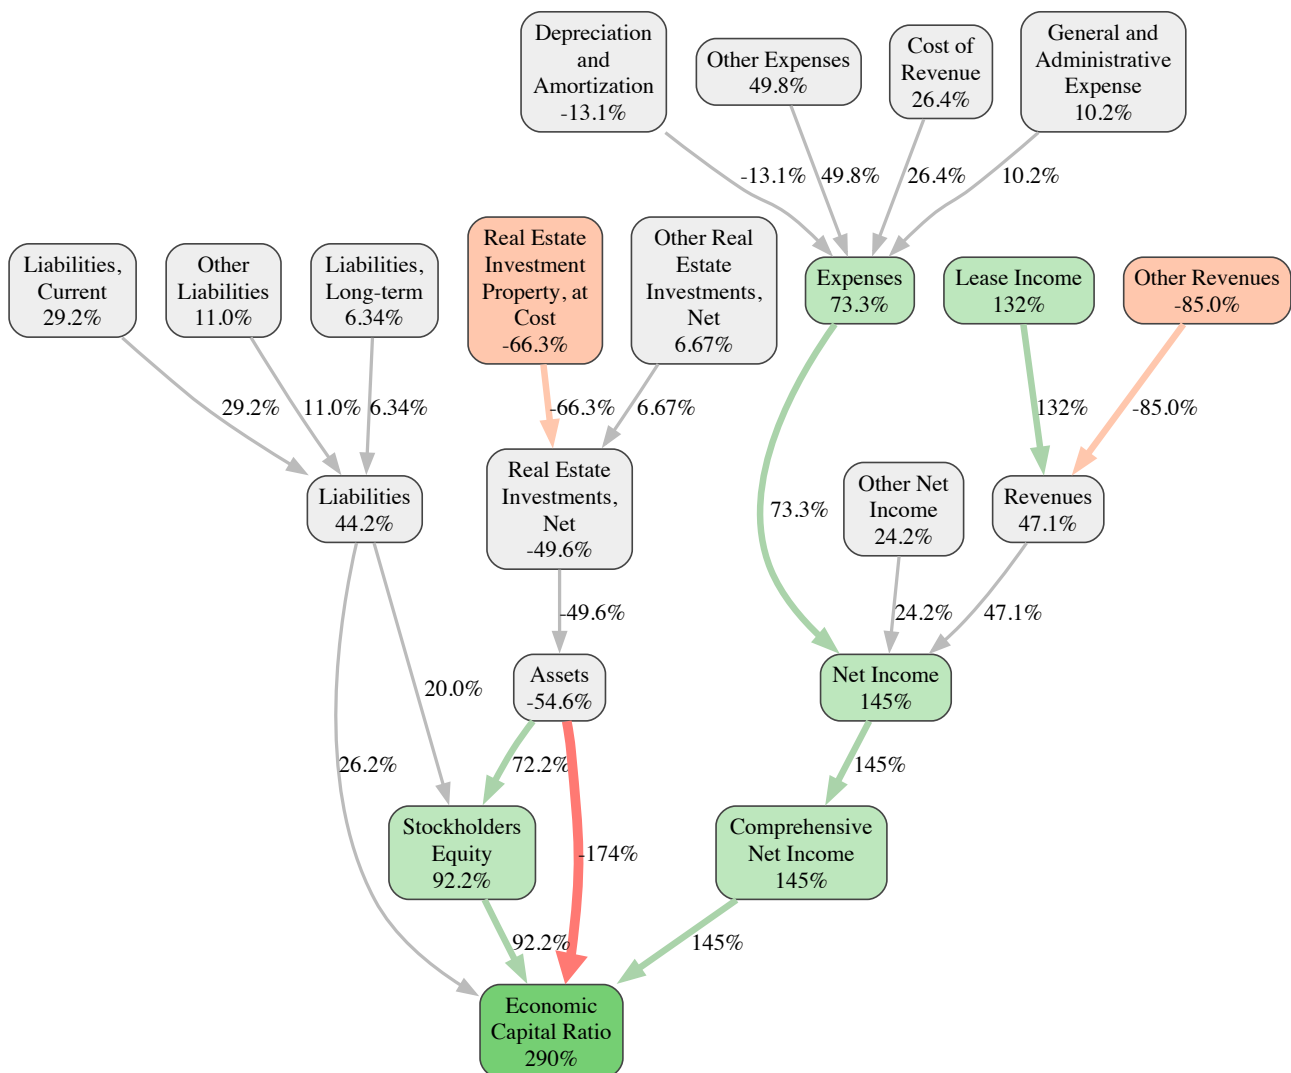 Depreciation
and
Amortization
-13.1%
Other Expenses
49.8%
Cost of
Revenue
26.4%
General and
Administrative
Expense
10.2%
-13.1%
49.8%
26.4%
10.2%
Liabilities,
Current
29.2%
Other
Liabilities
11.0%
Liabilities,
Long-term
6.34%
Real Estate
Investment
Property, at
Cost
-66.3%
Other Real
Estate
Investments,
Net
6.67%
Expenses
73.3%
Lease Income
132%
Other Revenues
-85.0%
29.2%
11.0%
6.34%
-66.3%
6.67%
132%
-85.0%
Liabilities
44.2%
Real Estate
Investments,
Net
-49.6%
73.3%
Other Net
Income
24.2%
Revenues
47.1%
-49.6%
24.2%
47.1%
20.0%
Assets
-54.6%
Net Income
145%
26.2%
72.2%
145%
Stockholders
Equity
92.2%
-174%
Comprehensive
Net Income
145%
92.2%
145%
Economic
Capital Ratio
290%